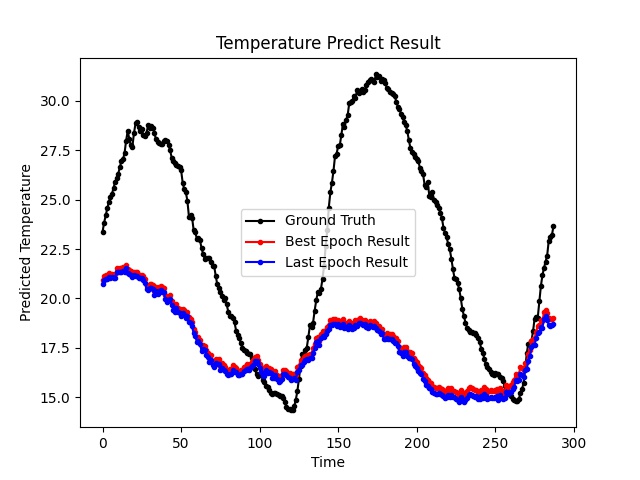 Temperature Predict Result
Predicted Temperature
30.0
27.5
25.0
22.5
20.0
17.5
15.0
Ground Truth
Best Epoch Result
Last Epoch Result
0 50 100 150 200 250 300
Time